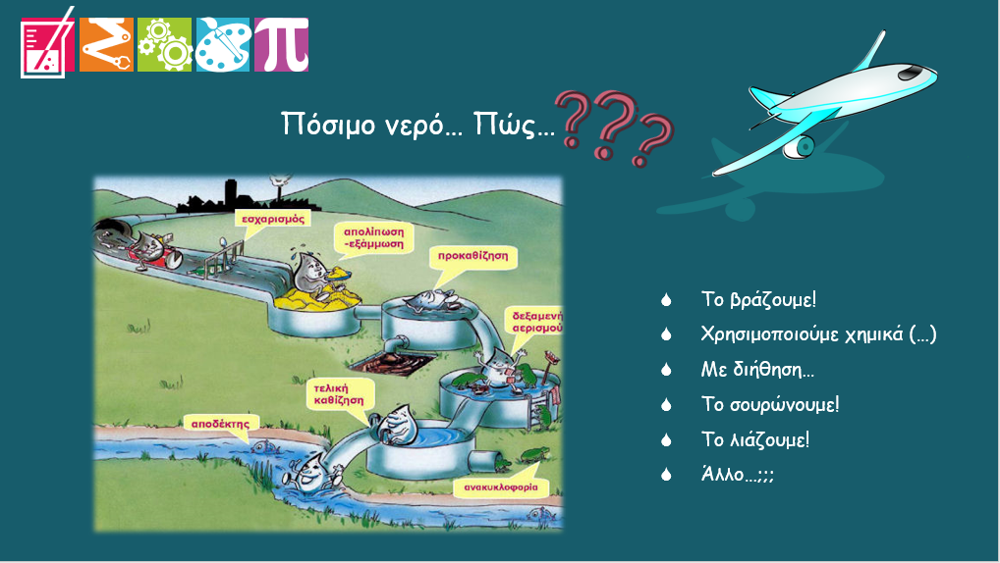 π
Πόσιμο νερό... Πώς...???
εσχαρισμός
απολίπωση
-εξάμμωση
προκαθίζηση
δεξαμενή
αερισμού
τελική
καθίζηση
αποδέκτης
ανακυκλοφορία
Το βράζουμε!
Χρησιμοποιούμε χημικά (...)
Με διήθηση...
Το σουρώνουμε!
Το λιάζουμε!
Άλλο...;;;